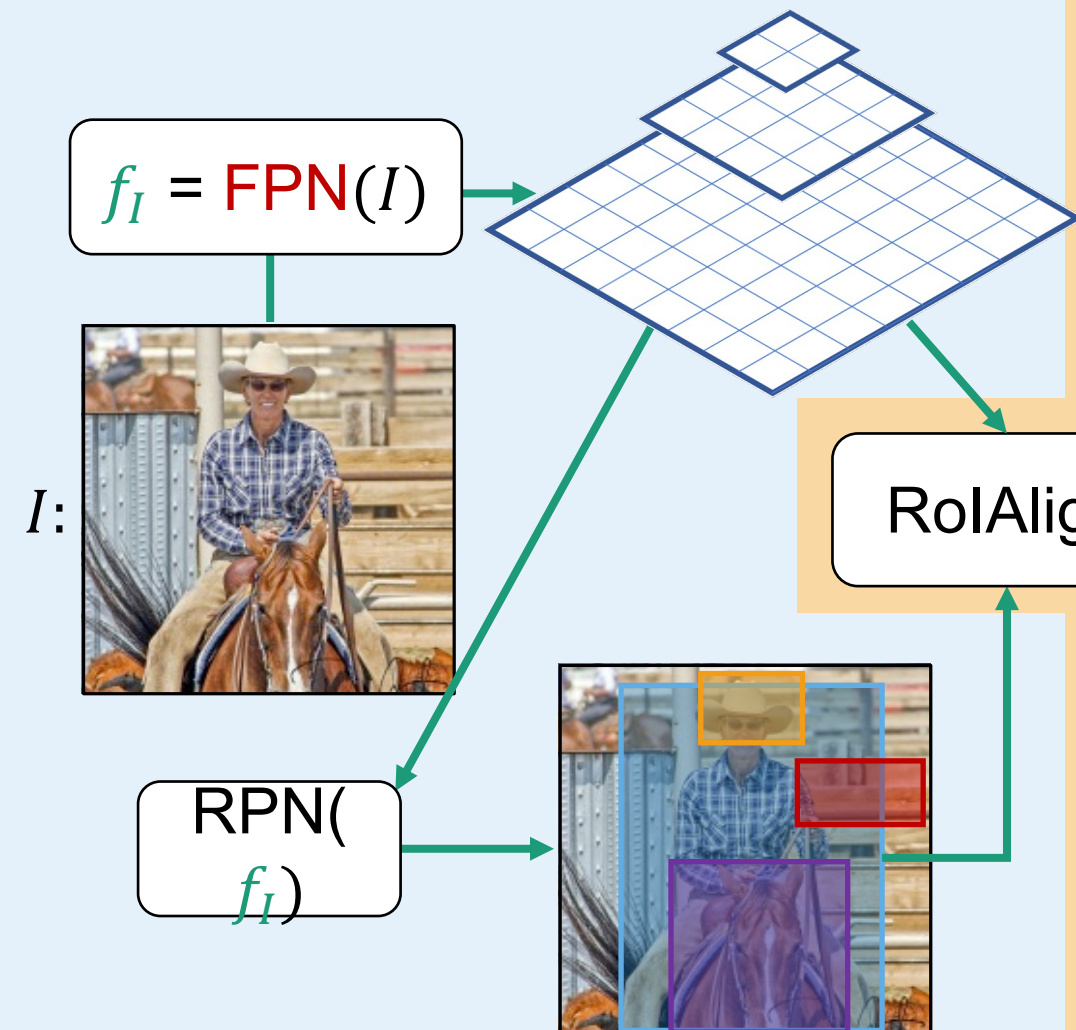 f_I = FPN(I)
I:
RoIAlig
RPN(
f_I)